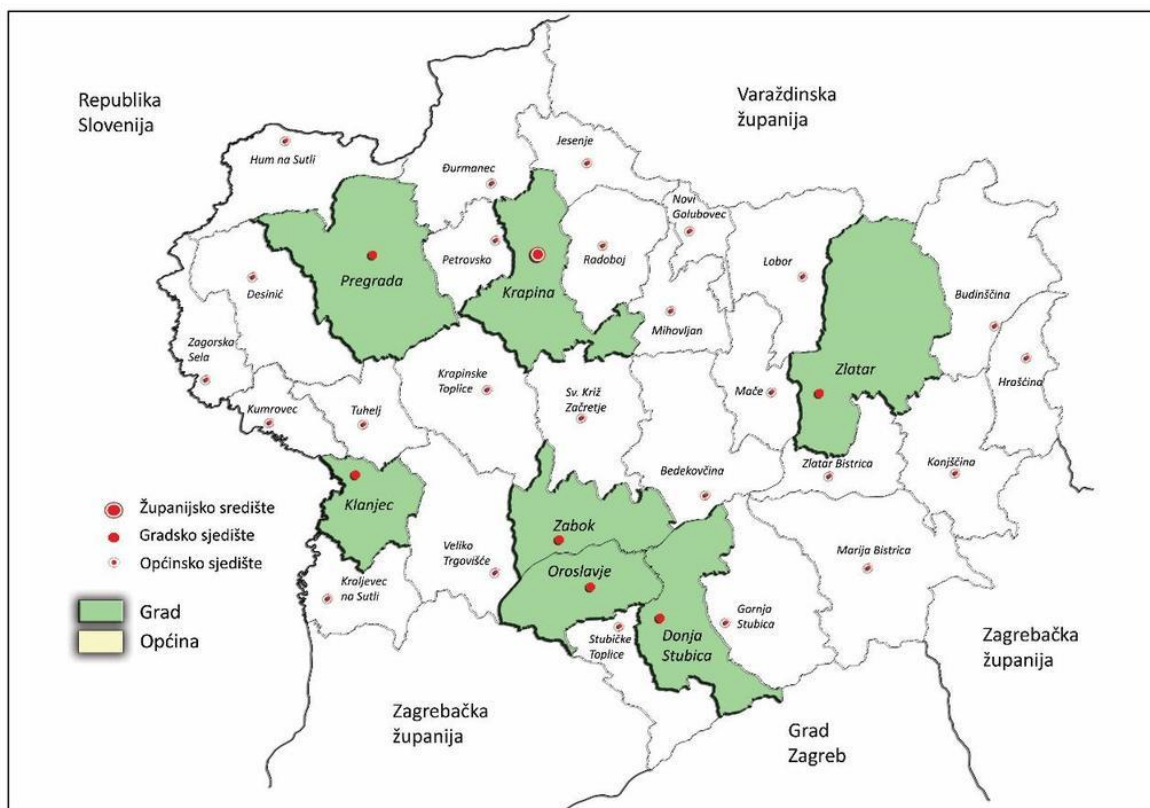 Republika
Slovenija
Varaždinska
županija
Hum na Sutli
Jesenje
Đurmanec
Novi
Golubovec
Petrovsko
Radoboj
Lobor
Pregrada
Krapina
Desinić
Budinščina
Mihovljan
Zagorska
Sela
Zlatar
Hrašćina
Krapinske
Toplice
Sv. Križ
Začretje
Mače
Kumrovec
Tuhelj
Bedekovčina
Zlatar Bistrica
Konjščina
Klanjec
Županijsko središte
Gradsko sjedište
Općinsko sjedište
Zabok
Veliko
Trgovišće
Marija Bistrica
Oroslavje
Kraljevec
na Sutli
Grad
Općina
Gornja
Stubica
Stubičke
Toplice
Donja
Stubica
Zagrebačka
županija
Zagrebačka
županija
Grad
Zagreb